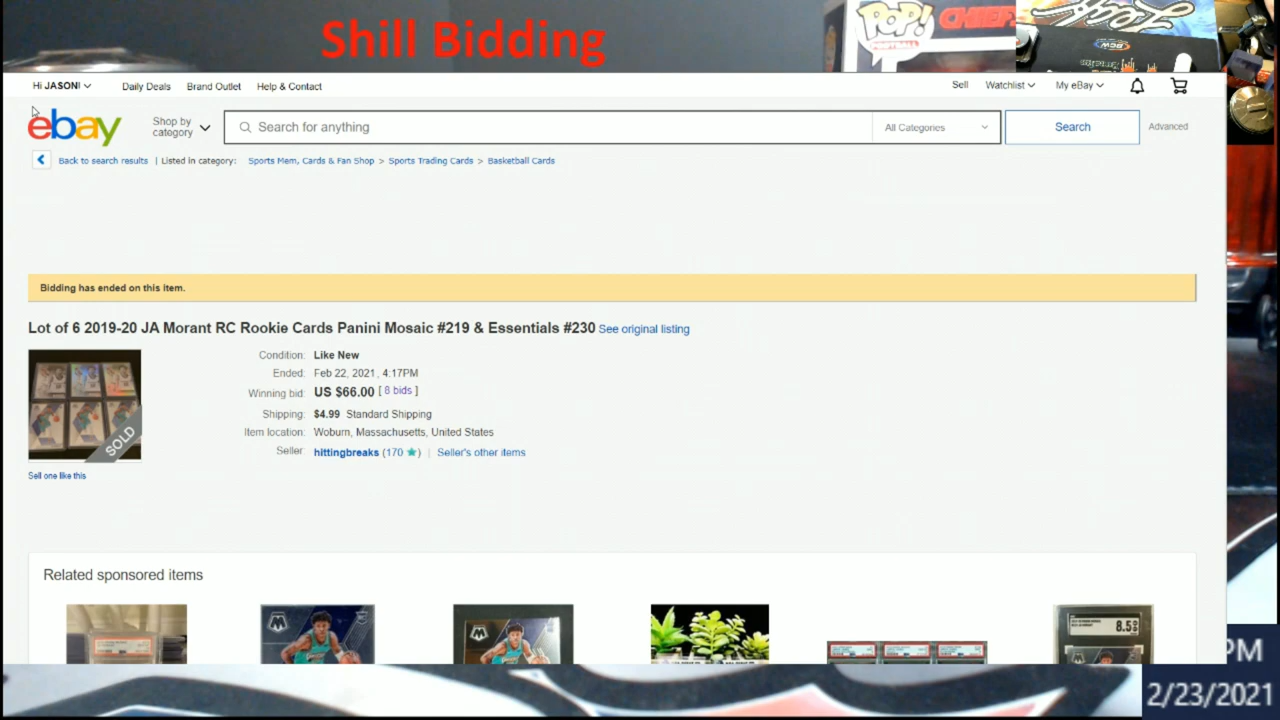 Shill Bidding
POP!
FOOTBALL
CHIEFS
Hi JASON!
Daily Deals
Brand Outlet
Help & Contact
Sell
Watchlist
My eBay
ebay
Shop by
category
Search for anything
All Categories
Search
Advanced
Back to search results | Listed in category: Sports Mem, Cards & Fan Shop > Sports Trading Cards > Basketball Cards
Bidding has ended on this item.
Lot of 6 2019-20 JA Morant RC Rookie Cards Panini Mosaic #219 & Essentials #230 See original listing
Condition: Like New
Ended: Feb 22, 2021, 4:17PM
Winning bid: US $66.00 [ 8 bids ]
Shipping: $4.99 Standard Shipping
Item location: Woburn, Massachusetts, United States
Seller: hittingbreaks (170 ) | Seller's other items
SOLD
Sell one like this
Related sponsored items
8.5
PM
2/23/2021